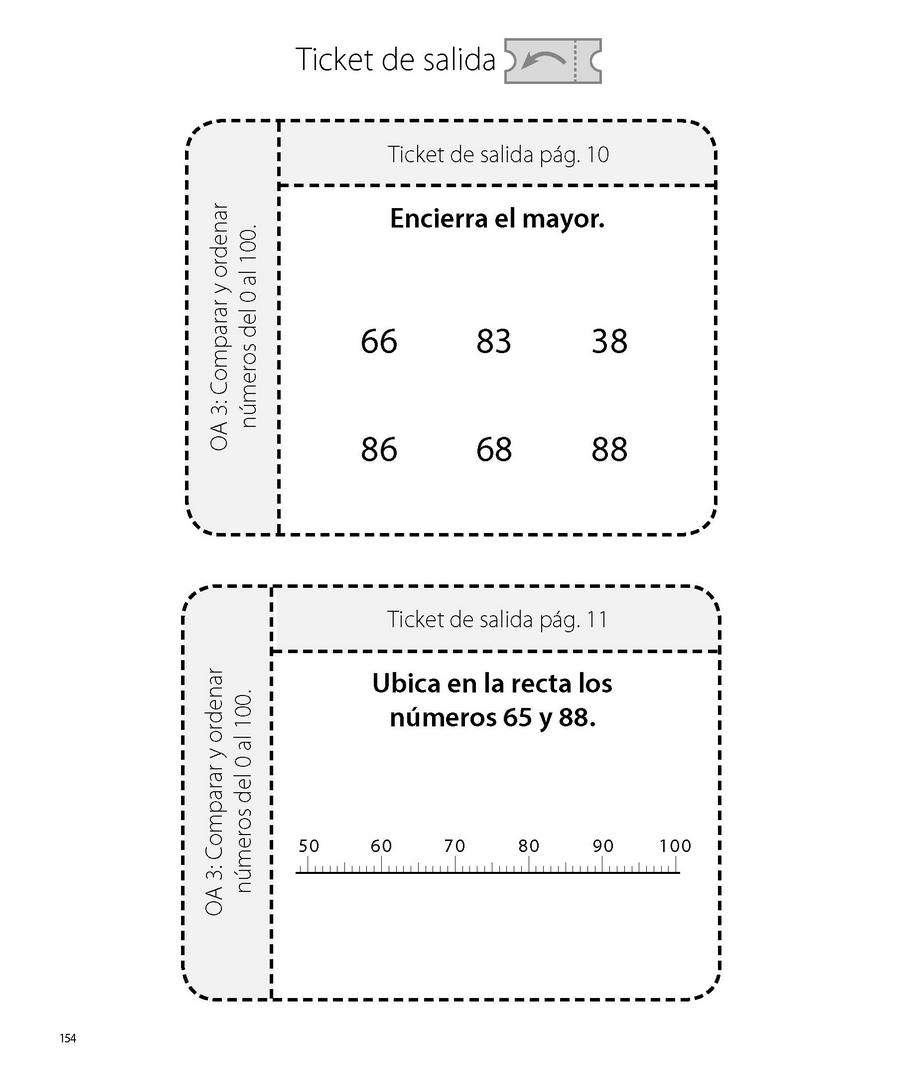 Ticket de salida
Ticket de salida pág. 10
OA 3: Comparar y ordenar
números del 0 al 100.
Encierra el mayor.
66 83 38
86 68 88
Ticket de salida pág. 11
OA 3: Comparar y ordenar
números del 0 al 100.
Ubica en la recta los
números 65 y 88.
50 60 70 80 90 100
154